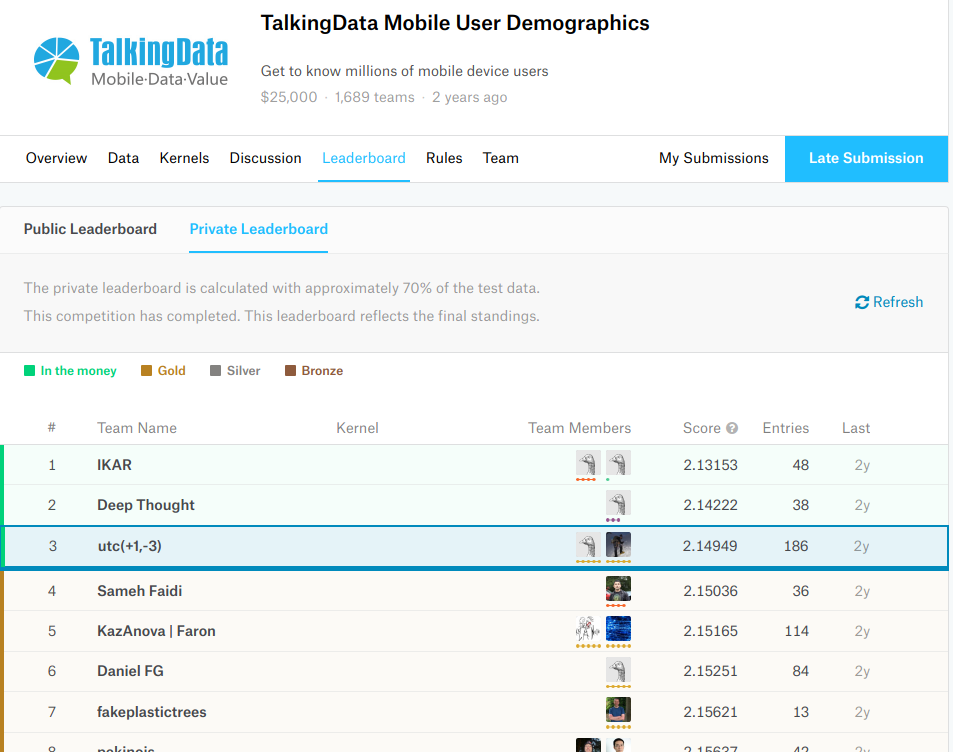 TalkingData Mobile User Demographics
TalkingData
Mobile·Data·Value
Get to know millions of mobile device users
$25,000 · 1,689 teams · 2 years ago
Overview Data Kernels Discussion Leaderboard Rules Team My Submissions Late Submission
Public Leaderboard Private Leaderboard
The private leaderboard is calculated with approximately 70% of the test data.
This competition has completed. This leaderboard reflects the final standings.
Refresh
In the money Gold Silver Bronze
# Team Name Kernel Team Members Score ? Entries Last
1 IKAR 2.13153 48 2y
2 Deep Thought 2.14222 38 2y
3 utc(+1,-3) 2.14949 186 2y
4 Sameh Faidi 2.15036 36 2y
5 KazAnova | Faron 2.15165 114 2y
6 Daniel FG 2.15251 84 2y
7 fakeplastictrees 2.15621 13 2y
8 2.15637 42 2y